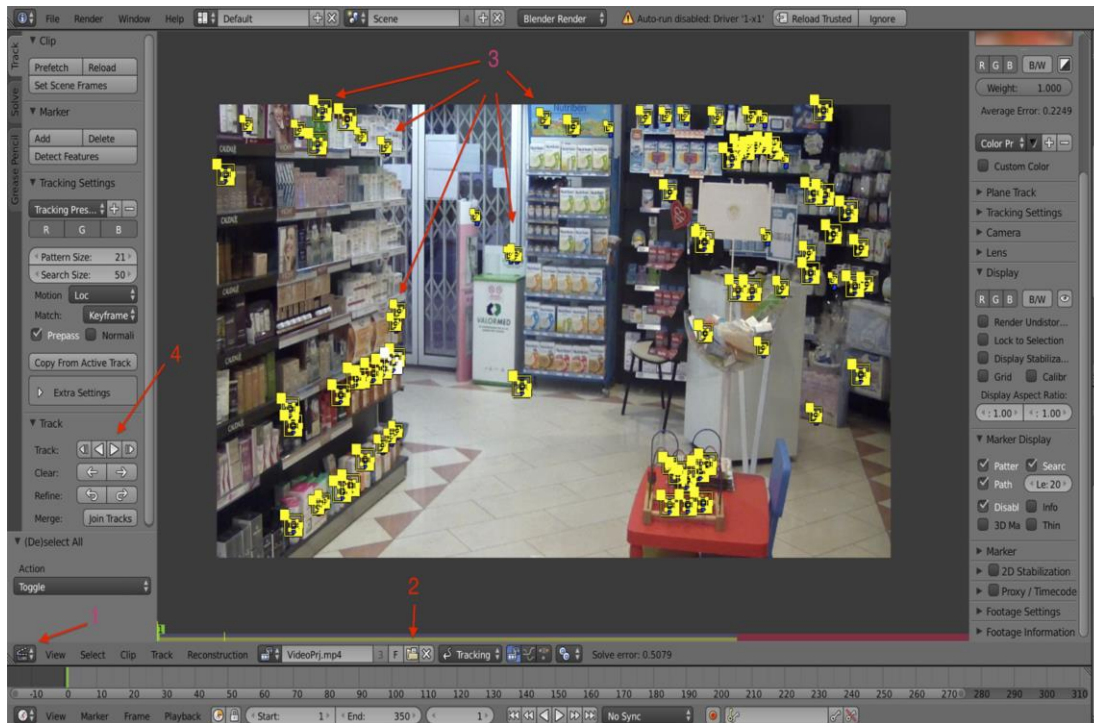 File Render Window Help Default Scene 4 Blender Render Auto-run disabled: Driver '1-x1' Reload Trusted Ignore
Track
Solve
Grease Pencil
Clip
Prefetch Reload
Set Scene Frames
Marker
Add Delete
Detect Features
Tracking Settings
Tracking Pres...
R G B
Pattern Size: 21
Search Size: 50
Motion Loc
Match: Keyframe
Prepass Normali
Copy From Active Track
Extra Settings
Track
Track:
Clear:
Refine:
Merge: Join Tracks
(De)select All
Action
Toggle
1
2
3
4
Nutriben
CAUDALÍE
VALORMED
R G B B/W
Weight: 1.000
Average Error: 0.2249
Color Pr
Custom Color
Plane Track
Tracking Settings
Camera
Lens
Display
R G B B/W
Render Undistor...
Lock to Selection
Display Stabiliza...
Grid Calibr
Display Aspect Ratio:
: 1.00 : 1.00
Marker Display
Patter Searc
Path Le: 20
Disabl Info
3D Ma Thin
Marker
2D Stabilization
Proxy / Timecode
Footage Settings
Footage Information
View Select Clip Track Reconstruction VideoPrj.mp4 3 F Tracking Solve error: 0.5079
-10 0 10 20 30 40 50 60 70 80 90 100 110 120 130 140 150 160 170 180 190 200 210 220 230 240 250 260 270 280 290 300 310
View Marker Frame Playback Start: 1 End: 350 1 No Sync